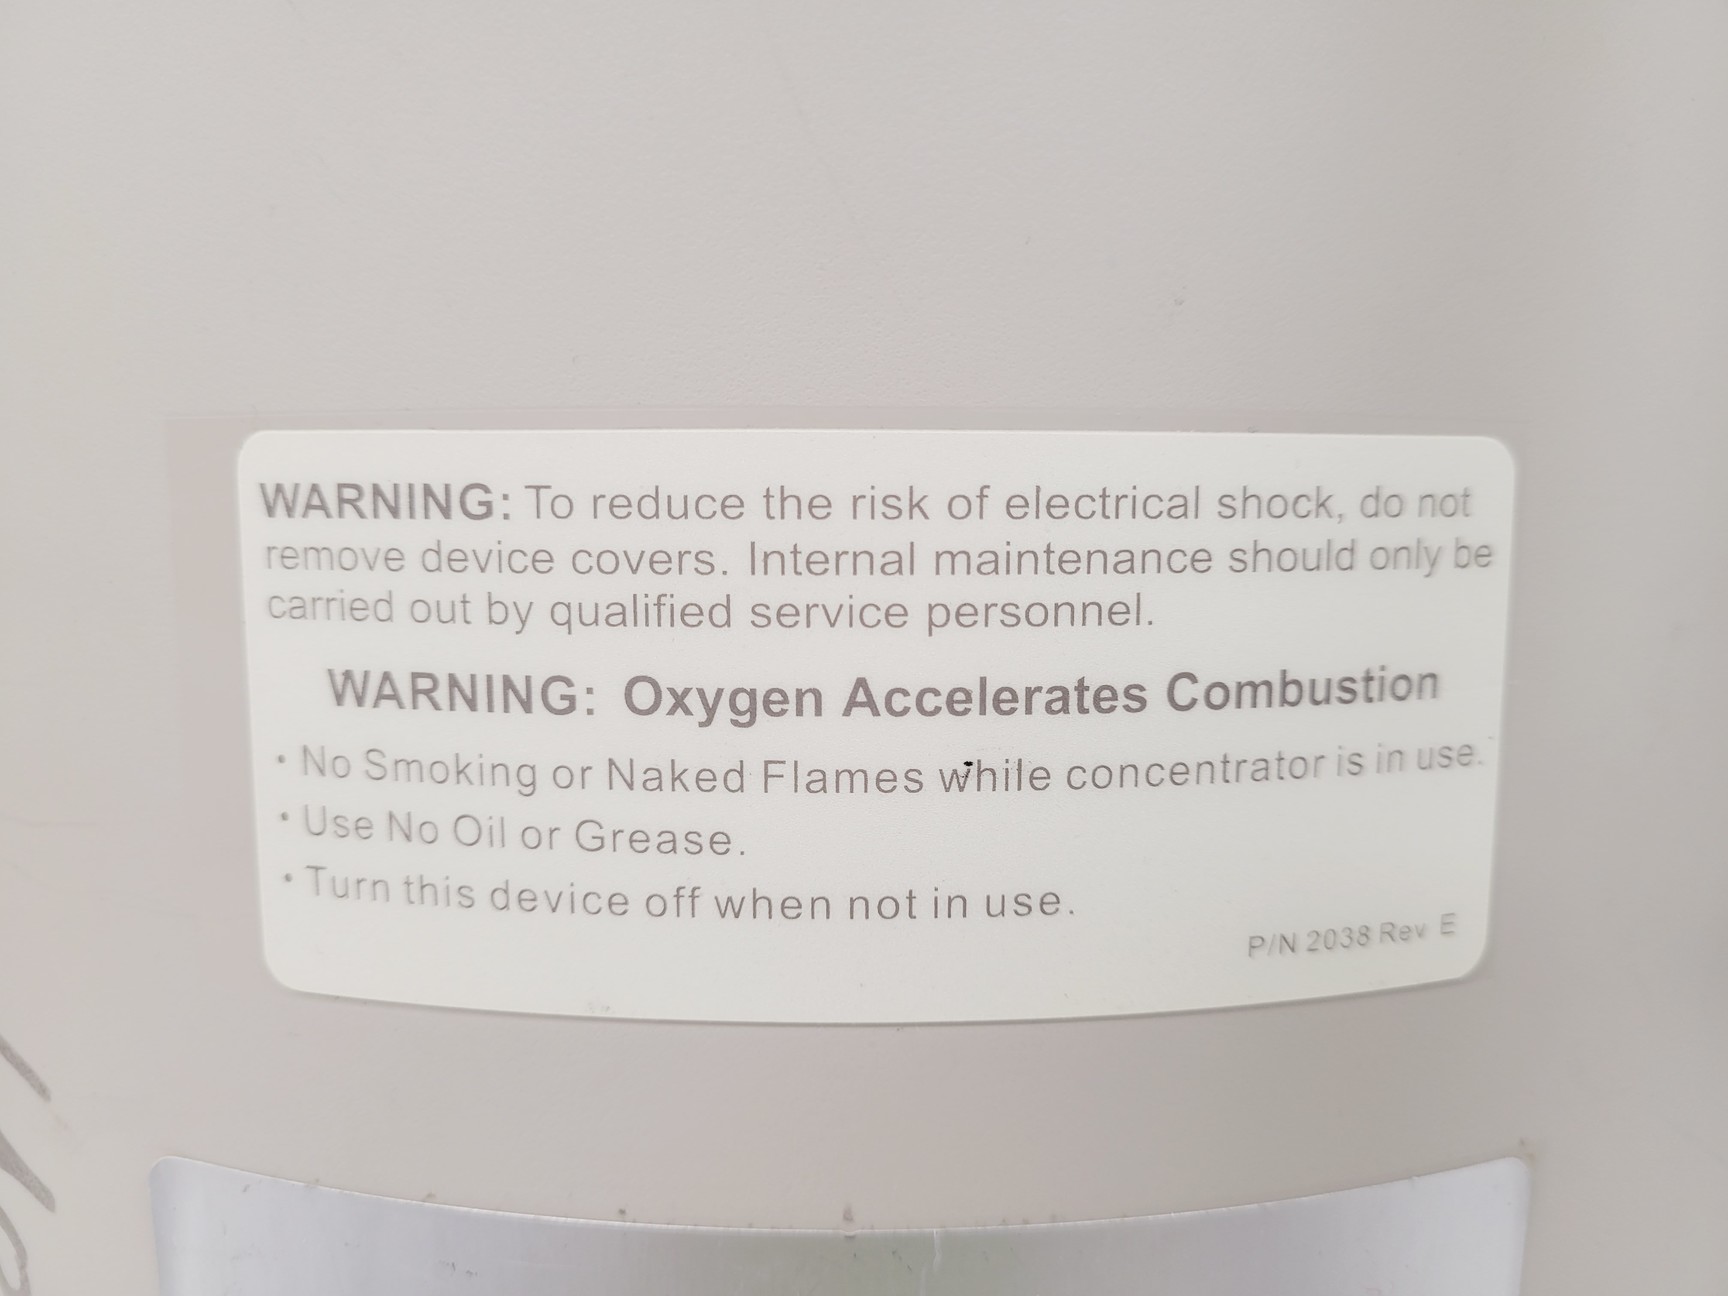 WARNING: To reduce the risk of electrical shock, do not
remove device covers. Internal maintenance should only be
carried out by qualified service personnel.
WARNING: Oxygen Accelerates Combustion
• No Smoking or Naked Flames while concentrator is in use.
• Use No Oil or Grease.
• Turn this device off when not in use.
P/N 2038 Rev E